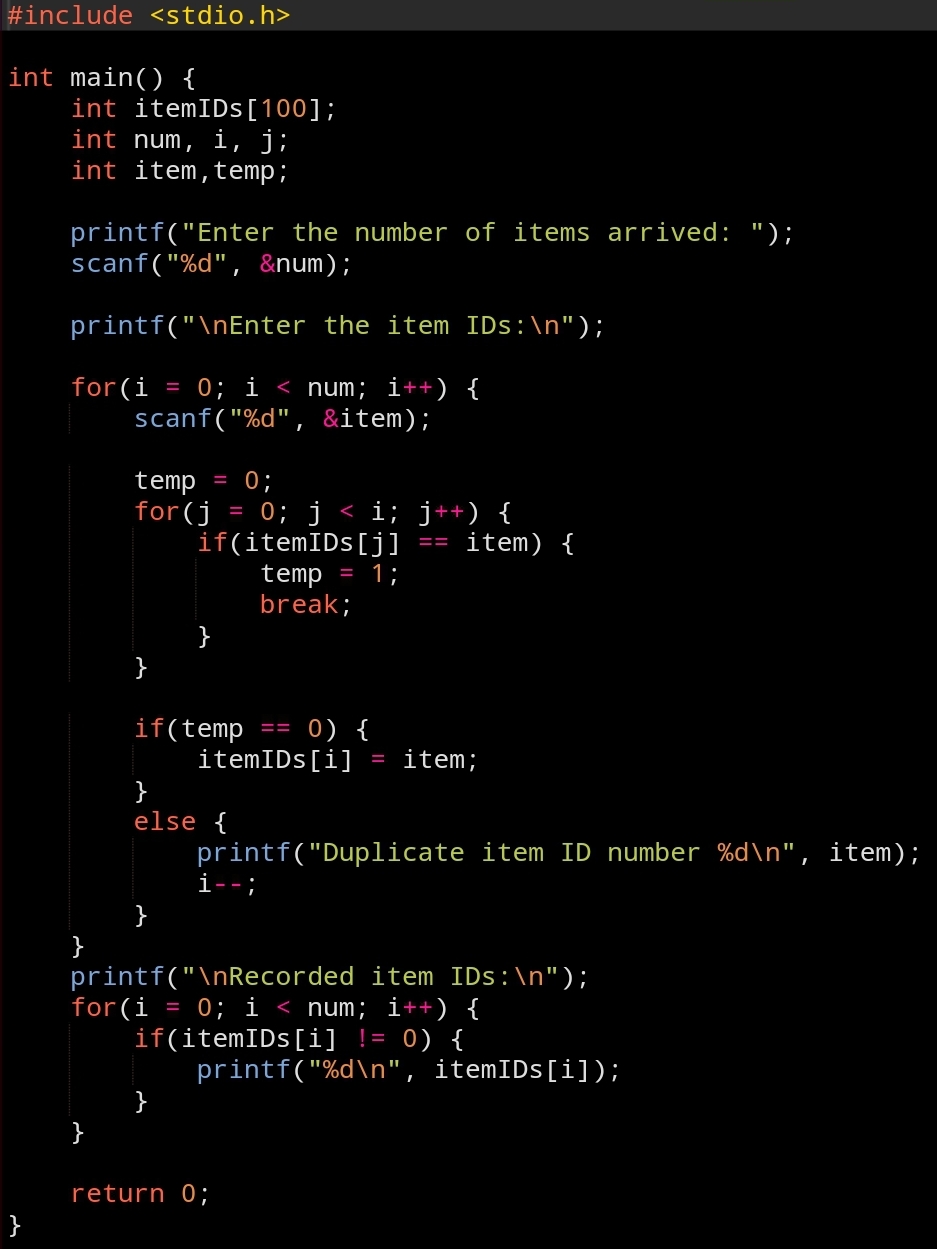 #include <stdio.h>

int main() {
    int itemIDs[100];
    int num, i, j;
    int item,temp;

    printf("Enter the number of items arrived: ");
    scanf("%d", &num);

    printf("\nEnter the item IDs:\n");

    for(i = 0; i < num; i++) {
        scanf("%d", &item);

        temp = 0;
        for(j = 0; j < i; j++) {
            if(itemIDs[j] == item) {
                temp = 1;
                break;
            }
        }

        if(temp == 0) {
            itemIDs[i] = item;
        }
        else {
            printf("Duplicate item ID number %d\n", item);
            i--;
        }
    }
    printf("\nRecorded item IDs:\n");
    for(i = 0; i < num; i++) {
        if(itemIDs[i] != 0) {
            printf("%d\n", itemIDs[i]);
        }
    }

    return 0;
}